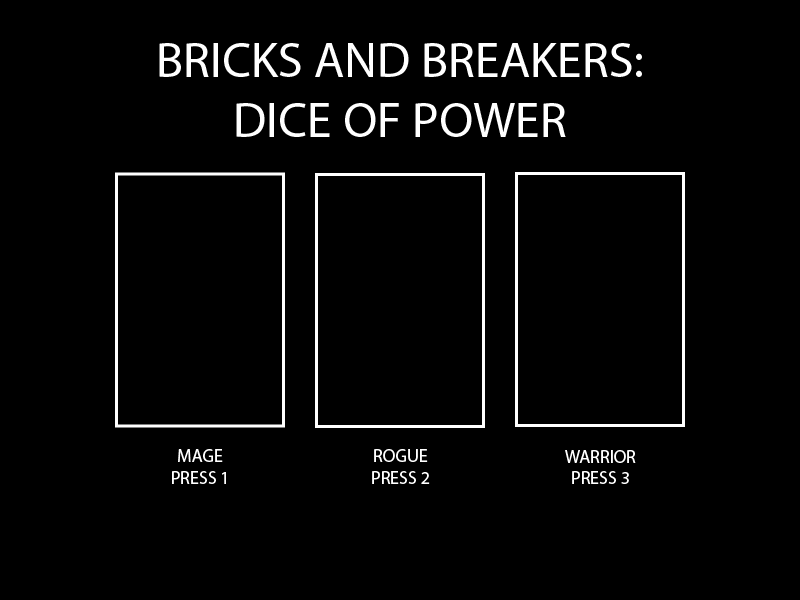 BRICKS AND BREAKERS:
DICE OF POWER
MAGE
PRESS 1
ROGUE
PRESS 2
WARRIOR
PRESS 3